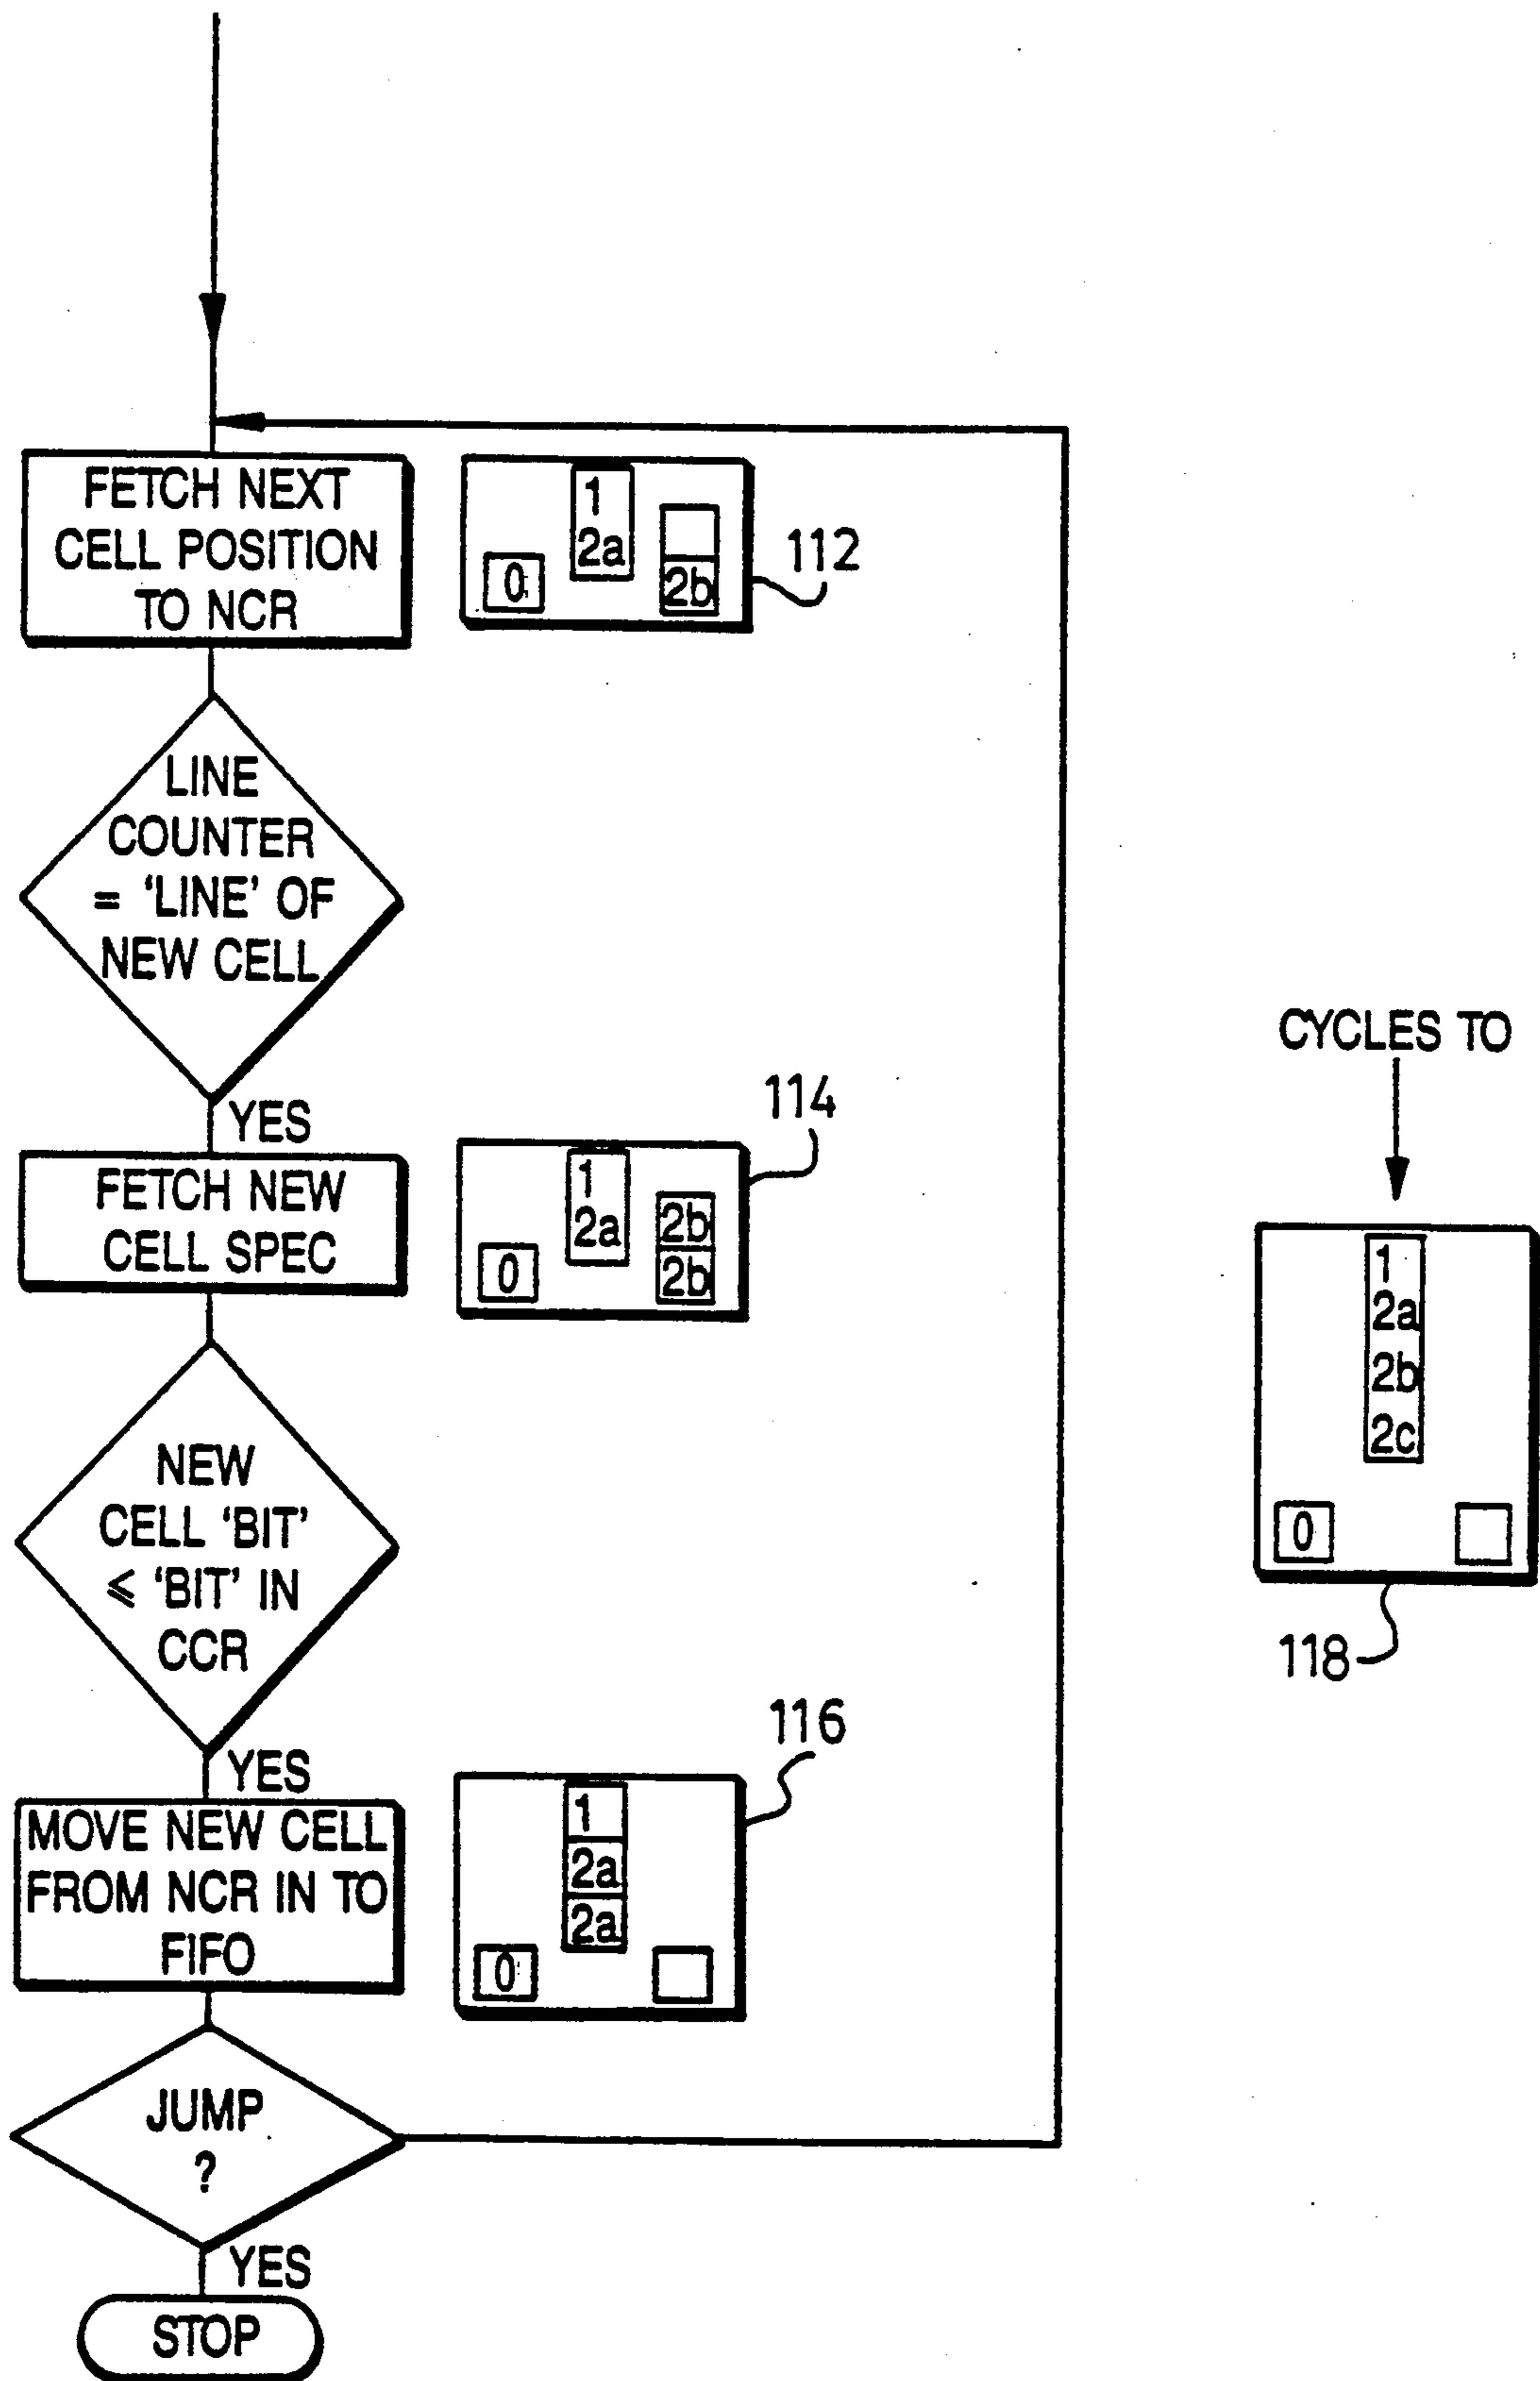 FETCH NEXT
CELL POSITION
TO NCR
1
2a
0
2b
112
LINE
COUNTER
= 'LINE' OF
NEW CELL
YES
114
FETCH NEW
CELL SPEC
1
2a
2b
0
2b
NEW
CELL 'BIT'
⩽ 'BIT' IN
CCR
YES
116
MOVE NEW CELL
FROM NCR IN TO
FIFO
1
2a
2a
0
JUMP
?
YES
STOP
CYCLES TO
1
2a
2b
2c
0
118